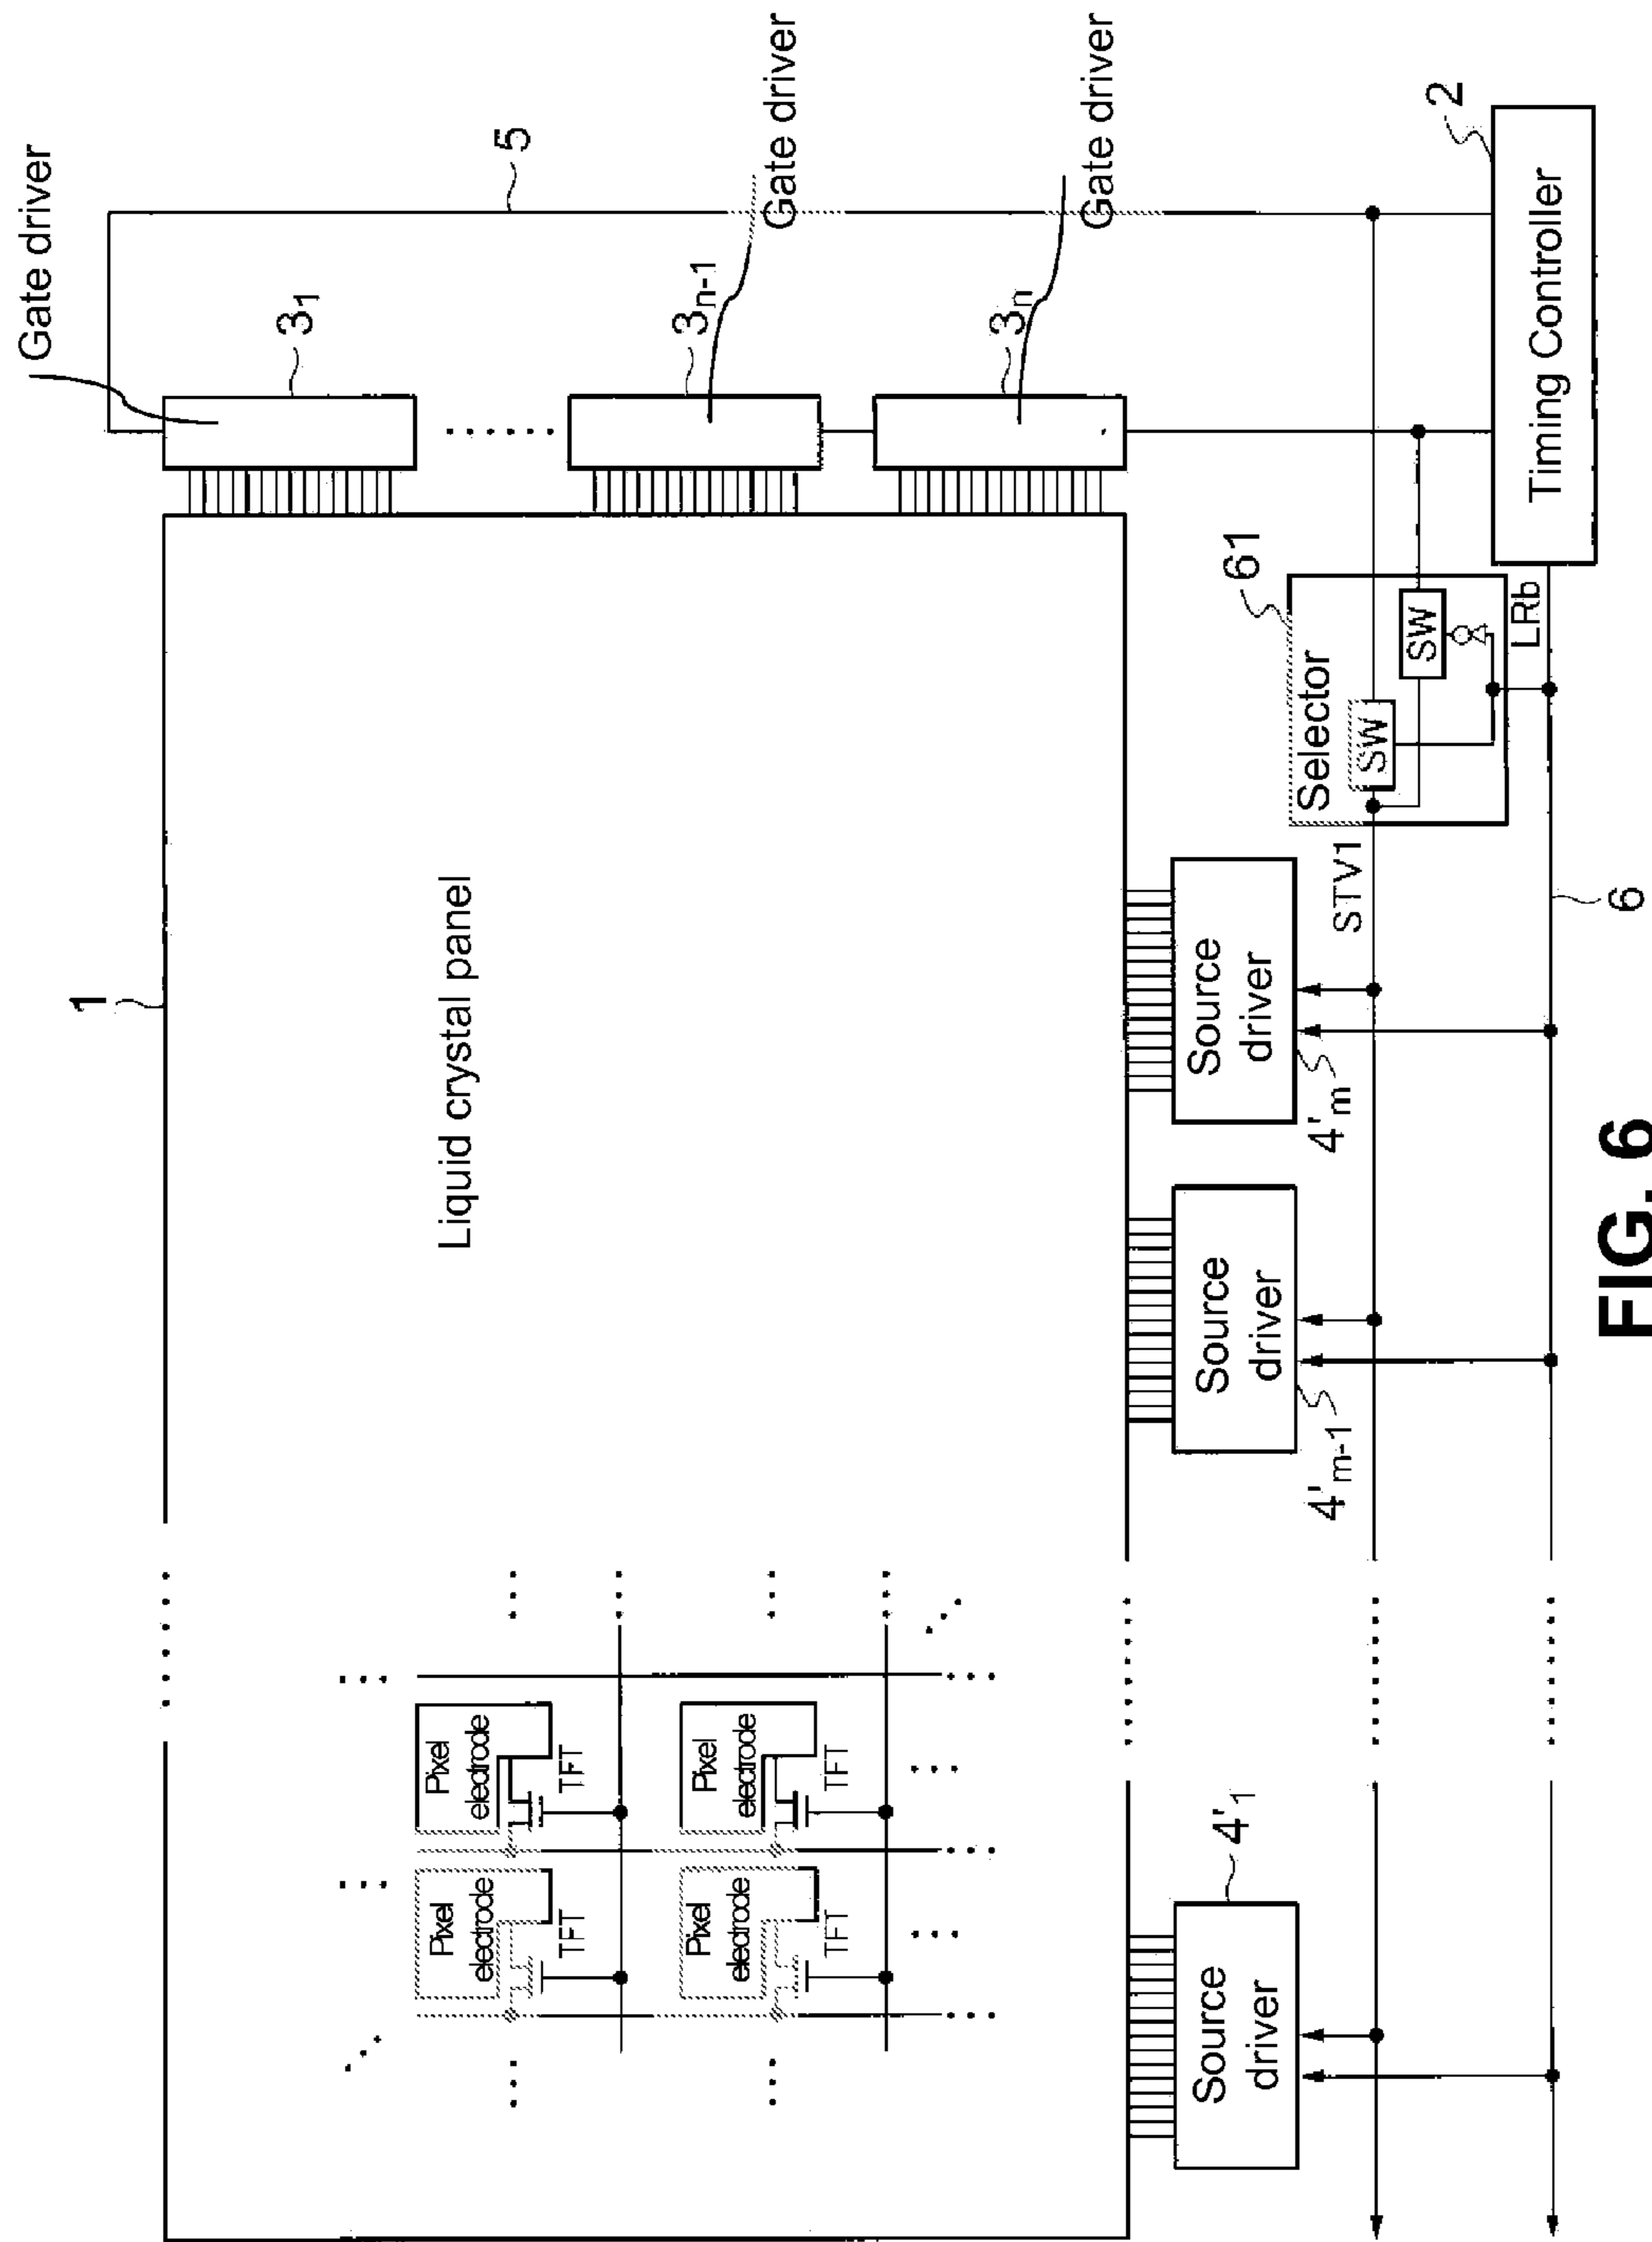 Gate driver
5
Gate driver
Gate driver
2
3₁
3ₙ₋₁
3ₙ
Timing Controller
61
Selector
SW
SW
LRb
1
Liquid crystal panel
STV1
6
Source
driver
4'ₘ
Source
driver
4'ₘ₋₁
Pixel
electrode
TFT
Pixel
electrode
TFT
Pixel
electrode
TFT
Pixel
electrode
TFT
4'₁
Source
driver
FIG. 6